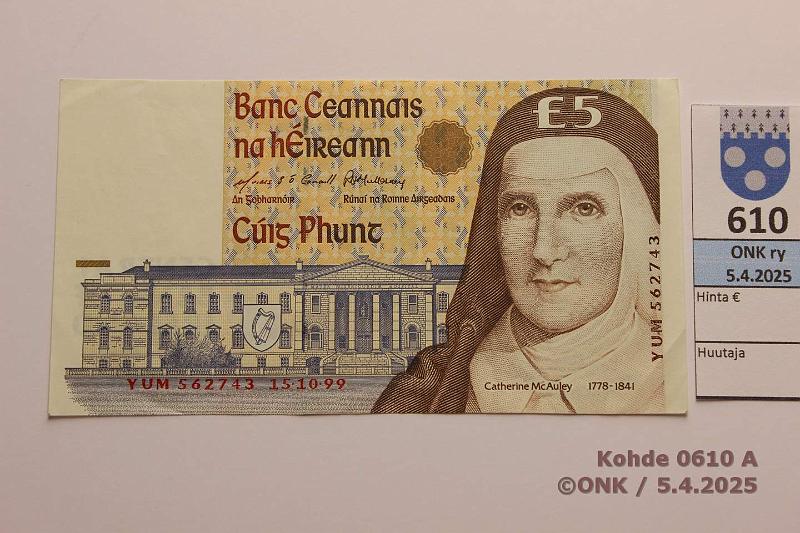 £5
Banc Ceannais
na hÉireann
An Gobharnóir
Rúnaí na Roinne Airgeadais
Cúig Phunt
YUM 562743
YUM 562743 15·10·99
Catherine McAuley 1778-1841
610
ONK ry
5.4.2025
Hinta €
Huutaja
Kohde 0610 A
©ONK / 5.4.2025